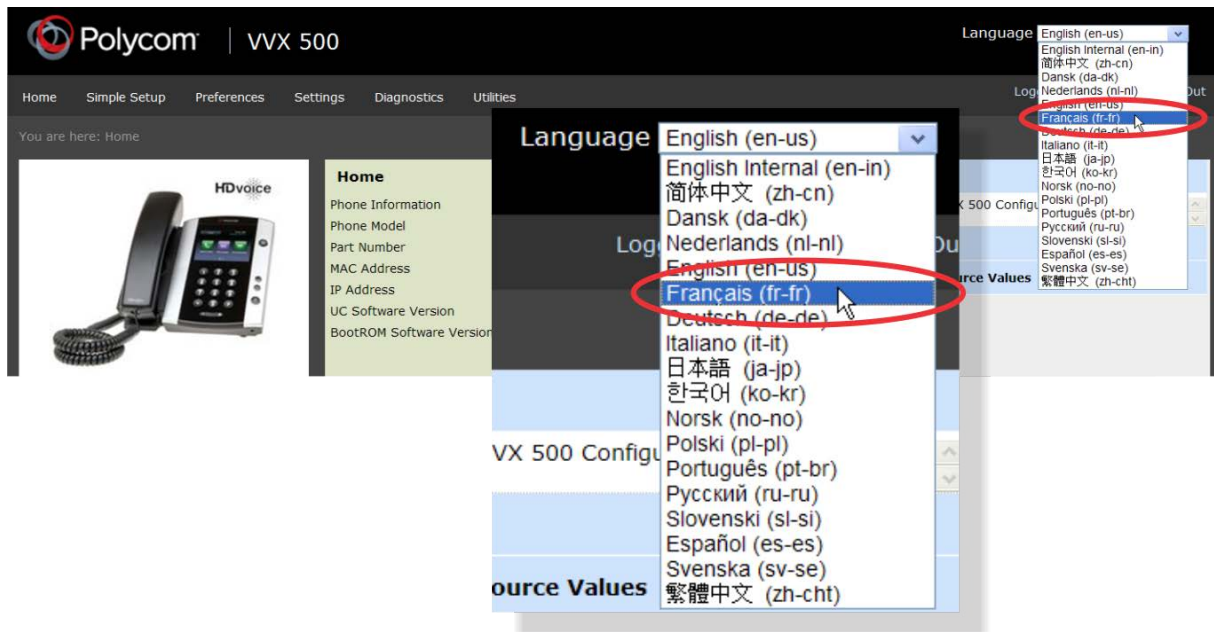 Polycom | VVX 500
Language English (en-us)
English Internal (en-in)
简体中文 (zh-cn)
Dansk (da-dk)
Nederlands (nl-nl)
English (en-us)
Français (fr-fr)
Deutsch (de-de)
Italiano (it-it)
日本語 (ja-jp)
한국어 (ko-kr)
Norsk (no-no)
Polski (pl-pl)
Português (pt-br)
Русский (ru-ru)
Slovenski (sl-si)
Español (es-es)
Svenska (sv-se)
繁體中文 (zh-cht)
Home Simple Setup Preferences Settings Diagnostics Utilities
Log Out
You are here: Home
HDvoice
Home
Phone Information
Phone Model
Part Number
MAC Address
IP Address
UC Software Version
BootROM Software Version
X 500 Configu
urce Values
Language English (en-us)
English Internal (en-in)
简体中文 (zh-cn)
Dansk (da-dk)
Log Nederlands (nl-nl) Ou
English (en-us)
Français (fr-fr)
Deutsch (de-de)
Italiano (it-it)
日本語 (ja-jp)
한국어 (ko-kr)
Norsk (no-no)
Polski (pl-pl)
VX 500 Configu
Português (pt-br)
Русский (ru-ru)
Slovenski (sl-si)
Español (es-es)
Svenska (sv-se)
ource Values
繁體中文 (zh-cht)